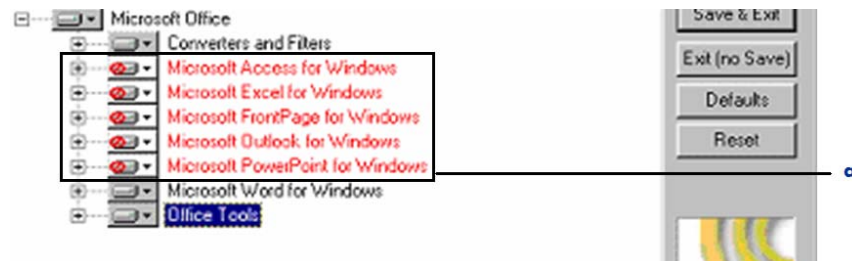 Microsoft Office
Converters and Filters
Microsoft Access for Windows
Microsoft Excel for Windows
Microsoft FrontPage for Windows
Microsoft Outlook for Windows
Microsoft PowerPoint for Windows
Microsoft Word for Windows
Office Tools
Save & Exit
Exit (no Save)
Defaults
Reset